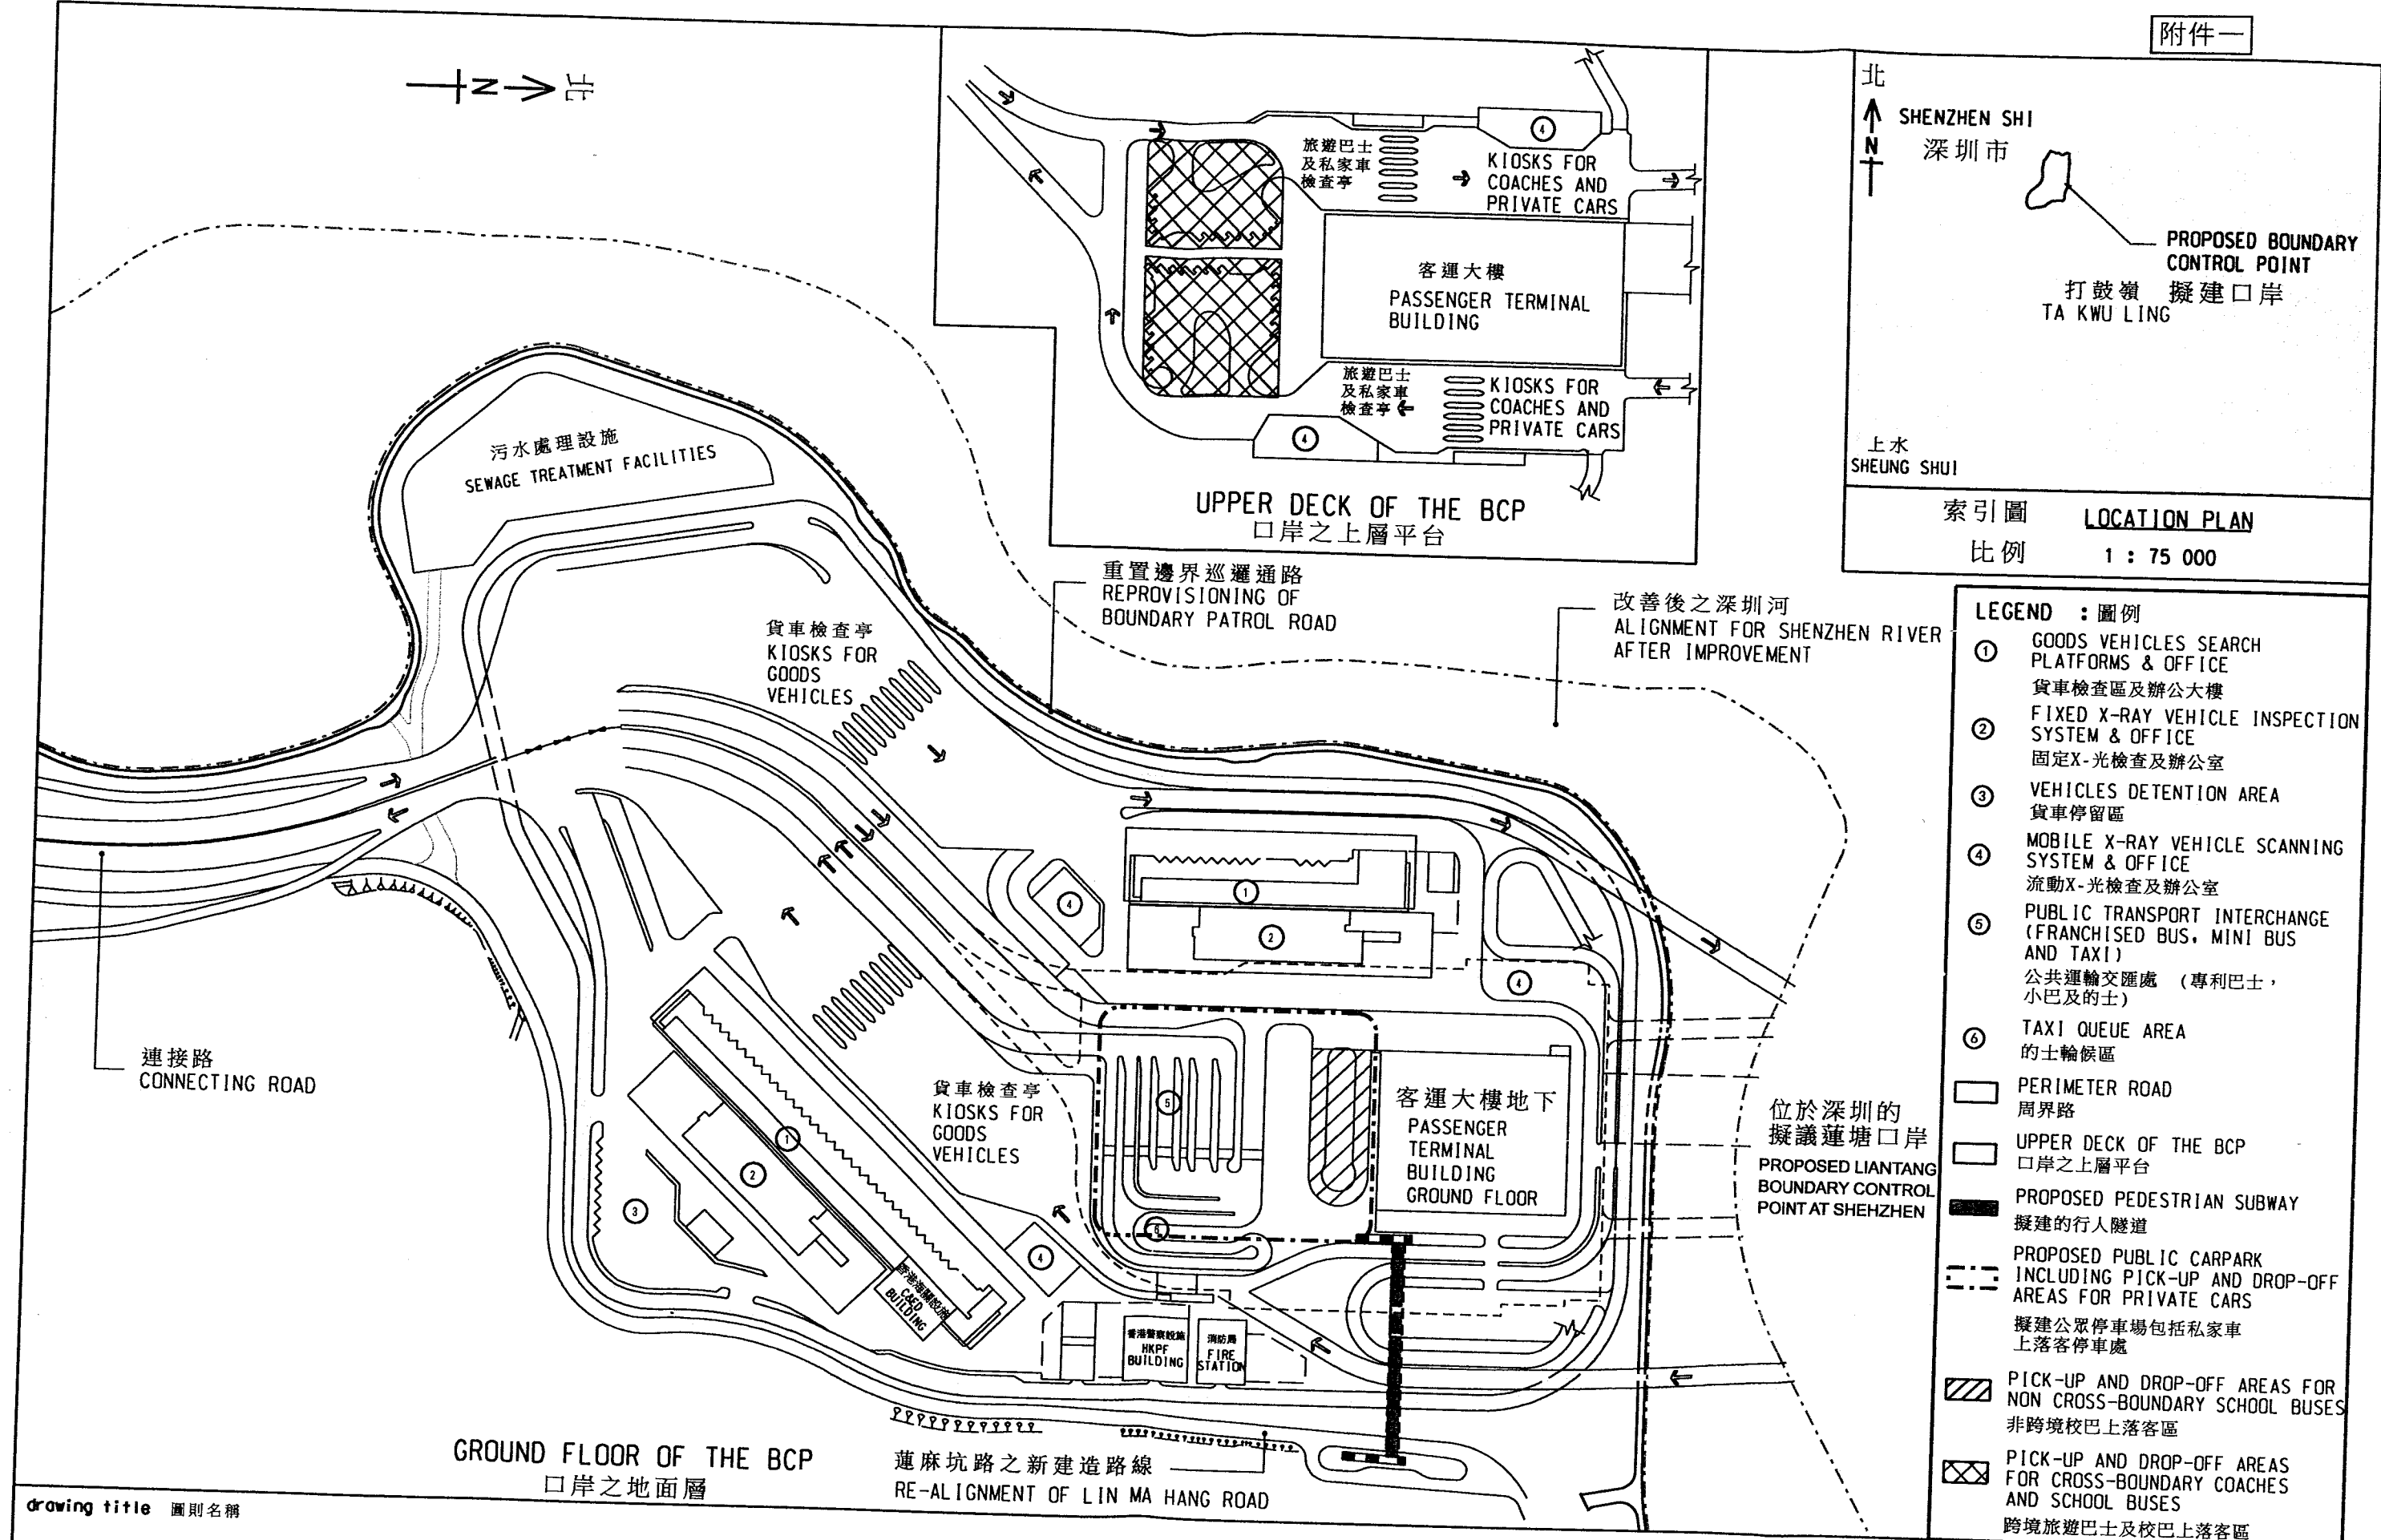 附件一
N 北
旅遊巴士
及私家車
檢查亭
④
KIOSKS FOR
COACHES AND
PRIVATE CARS
客運大樓
PASSENGER TERMINAL
BUILDING
旅遊巴士
及私家車
檢查亭
KIOSKS FOR
COACHES AND
PRIVATE CARS
④
UPPER DECK OF THE BCP
口岸之上層平台
北
N
SHENZHEN SHI
深圳市
PROPOSED BOUNDARY
CONTROL POINT
擬建口岸
打鼓嶺
TA KWU LING
上水
SHEUNG SHUI
索引圖 LOCATION PLAN
比例 1 : 75 000
污水處理設施
SEWAGE TREATMENT FACILITIES
重置邊界巡邏通路
REPROVISIONING OF
BOUNDARY PATROL ROAD
改善後之深圳河
ALIGNMENT FOR SHENZHEN RIVER
AFTER IMPROVEMENT
貨車檢查亭
KIOSKS FOR
GOODS
VEHICLES
④
①
②
④
連接路
CONNECTING ROAD
貨車檢查亭
KIOSKS FOR
GOODS
VEHICLES
①
②
③
④
⑤
⑥
客運大樓地下
PASSENGER
TERMINAL
BUILDING
GROUND FLOOR
位於深圳的
擬議蓮塘口岸
PROPOSED LIANTANG
BOUNDARY CONTROL
POINT AT SHEHZHEN
香港海關設施
C&ED
BUILDING
香港警察設施
HKPF
BUILDING
消防局
FIRE
STATION
GROUND FLOOR OF THE BCP
口岸之地面層
蓮麻坑路之新建造路線
RE-ALIGNMENT OF LIN MA HANG ROAD
drawing title 圖則名稱
LEGEND : 圖例
① GOODS VEHICLES SEARCH
PLATFORMS & OFFICE
貨車檢查區及辦公大樓
② FIXED X-RAY VEHICLE INSPECTION
SYSTEM & OFFICE
固定X-光檢查及辦公室
③ VEHICLES DETENTION AREA
貨車停留區
④ MOBILE X-RAY VEHICLE SCANNING
SYSTEM & OFFICE
流動X-光檢查及辦公室
⑤ PUBLIC TRANSPORT INTERCHANGE
(FRANCHISED BUS, MINI BUS
AND TAXI)
公共運輸交匯處 (專利巴士,
小巴及的士)
⑥ TAXI QUEUE AREA
的士輪候區
PERIMETER ROAD
周界路
UPPER DECK OF THE BCP
口岸之上層平台
PROPOSED PEDESTRIAN SUBWAY
擬建的行人隧道
PROPOSED PUBLIC CARPARK
INCLUDING PICK-UP AND DROP-OFF
AREAS FOR PRIVATE CARS
擬建公眾停車場包括私家車
上落客停車處
PICK-UP AND DROP-OFF AREAS FOR
NON CROSS-BOUNDARY SCHOOL BUSES
非跨境校巴上落客區
PICK-UP AND DROP-OFF AREAS
FOR CROSS-BOUNDARY COACHES
AND SCHOOL BUSES
跨境旅遊巴士及校巴上落客區